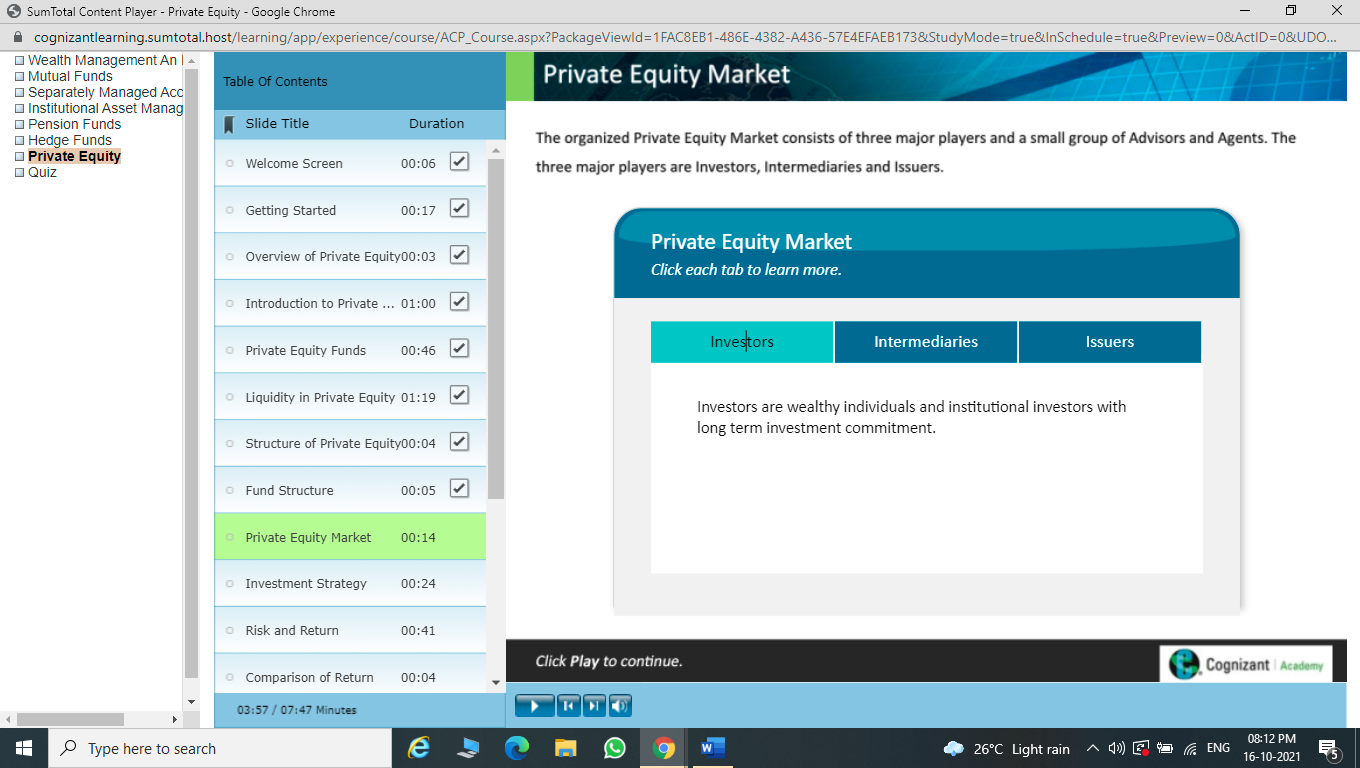 SumTotal Content Player - Private Equity - Google Chrome
cognizantlearning.sumtotal.host/learning/app/experience/course/ACP_Course.aspx?PackageViewId=1FAC8EB1-486E-4382-A436-57E4EFAEB173&StudyMode=true&InSchedule=true&Preview=0&ActID=0&UDO...
Wealth Management An
Mutual Funds
Separately Managed Acc
Institutional Asset Manag
Pension Funds
Hedge Funds
Private Equity
Quiz
Table Of Contents
Slide Title Duration
Welcome Screen 00:06
Getting Started 00:17
Overview of Private Equity 00:03
Introduction to Private ... 01:00
Private Equity Funds 00:46
Liquidity in Private Equity 01:19
Structure of Private Equity 00:04
Fund Structure 00:05
Private Equity Market 00:14
Investment Strategy 00:24
Risk and Return 00:41
Comparison of Return 00:04
03:57 / 07:47 Minutes
Private Equity Market
The organized Private Equity Market consists of three major players and a small group of Advisors and Agents. The
three major players are Investors, Intermediaries and Issuers.
Private Equity Market
Click each tab to learn more.
Investors Intermediaries Issuers
Investors are wealthy individuals and institutional investors with
long term investment commitment.
Click Play to continue.
Cognizant | Academy
Type here to search
26°C Light rain
ENG
08:12 PM
16-10-2021
5